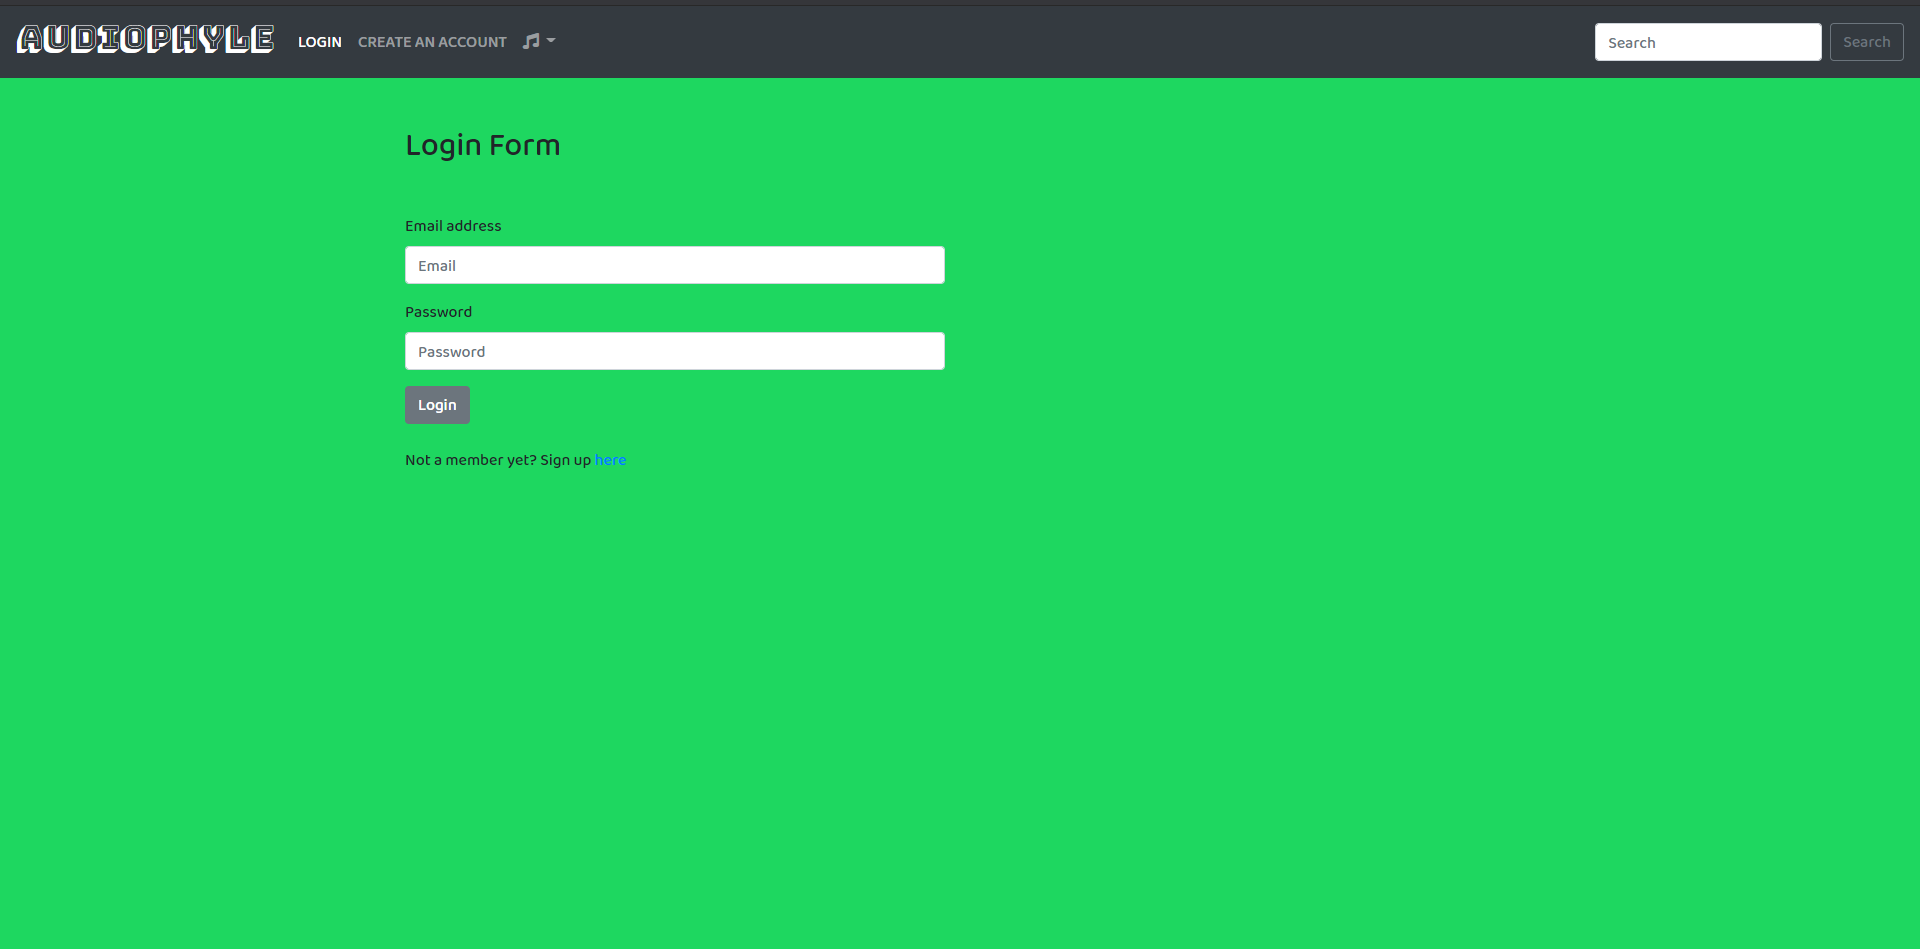 AUDIOPHYLE LOGIN CREATE AN ACCOUNT Search Search
Login Form
Email address
Email
Password
Password
Login
Not a member yet? Sign up here